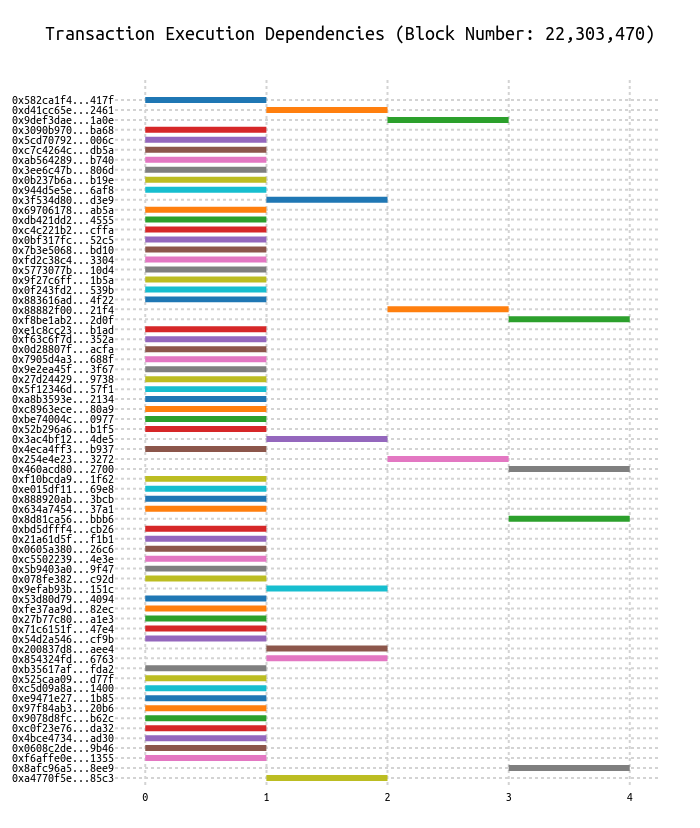 Transaction Execution Dependencies (Block Number: 22,303,470)
0x582ca1f4...417f
0xd41cc65e...2461
0x9def3dae...1a0e
0x3090b970...ba68
0x5cd70792...006c
0xc7c4264c...db5a
0xab564289...b740
0x3ee6c47b...806d
0x0b237b6a...b19e
0x944d5e5e...6af8
0x3f534d80...d3e9
0x69706178...ab5a
0xdb421dd2...4555
0xc4c221b2...cffa
0x0bf317fc...52c5
0x7b3e5068...bd10
0xfd2c38c4...3304
0x5773077b...10d4
0x9f27c6ff...1b5a
0x0f243fd2...539b
0x883616ad...4f22
0x88882f00...21f4
0xf8be1ab2...2d0f
0xe1c8cc23...b1ad
0xf63c6f7d...352a
0x0d28807f...acfa
0x7905d4a3...688f
0x9e2ea45f...3f67
0x27d24429...9738
0x5f12346d...57f1
0xa8b3593e...2134
0xc8963ece...80a9
0xbe74004c...0977
0x52b296a6...b1f5
0x3ac4bf12...4de5
0x4eca4ff3...b937
0x254e4e23...3272
0x460acd80...2700
0xf10bcda9...1f62
0xe015df11...69e8
0x888920ab...3bcb
0x634a7454...37a1
0x8d81ca56...bbb6
0xbd5dfff4...cb26
0x21a61d5f...f1b1
0x0605a380...26c6
0xc5502239...4e3e
0x5b9403a0...9f47
0x078fe382...c92d
0x9efab93b...151c
0x53d80d79...4094
0xfe37aa9d...82ec
0x27b77c80...a1e3
0x71c6151f...47e4
0x54d2a546...cf9b
0x200837d8...aee4
0x854324fd...6763
0xb35617af...fda2
0x525caa09...d77f
0xc5d09a8a...1400
0xe9471e27...1b85
0x97f84ab3...20b6
0x9078d8fc...b62c
0xc0f23e76...da32
0x4bce4734...ad30
0x0608c2de...9b46
0xf6affe0e...1355
0x8afc96a5...8ee9
0xa4770f5e...85c3
0 1 2 3 4